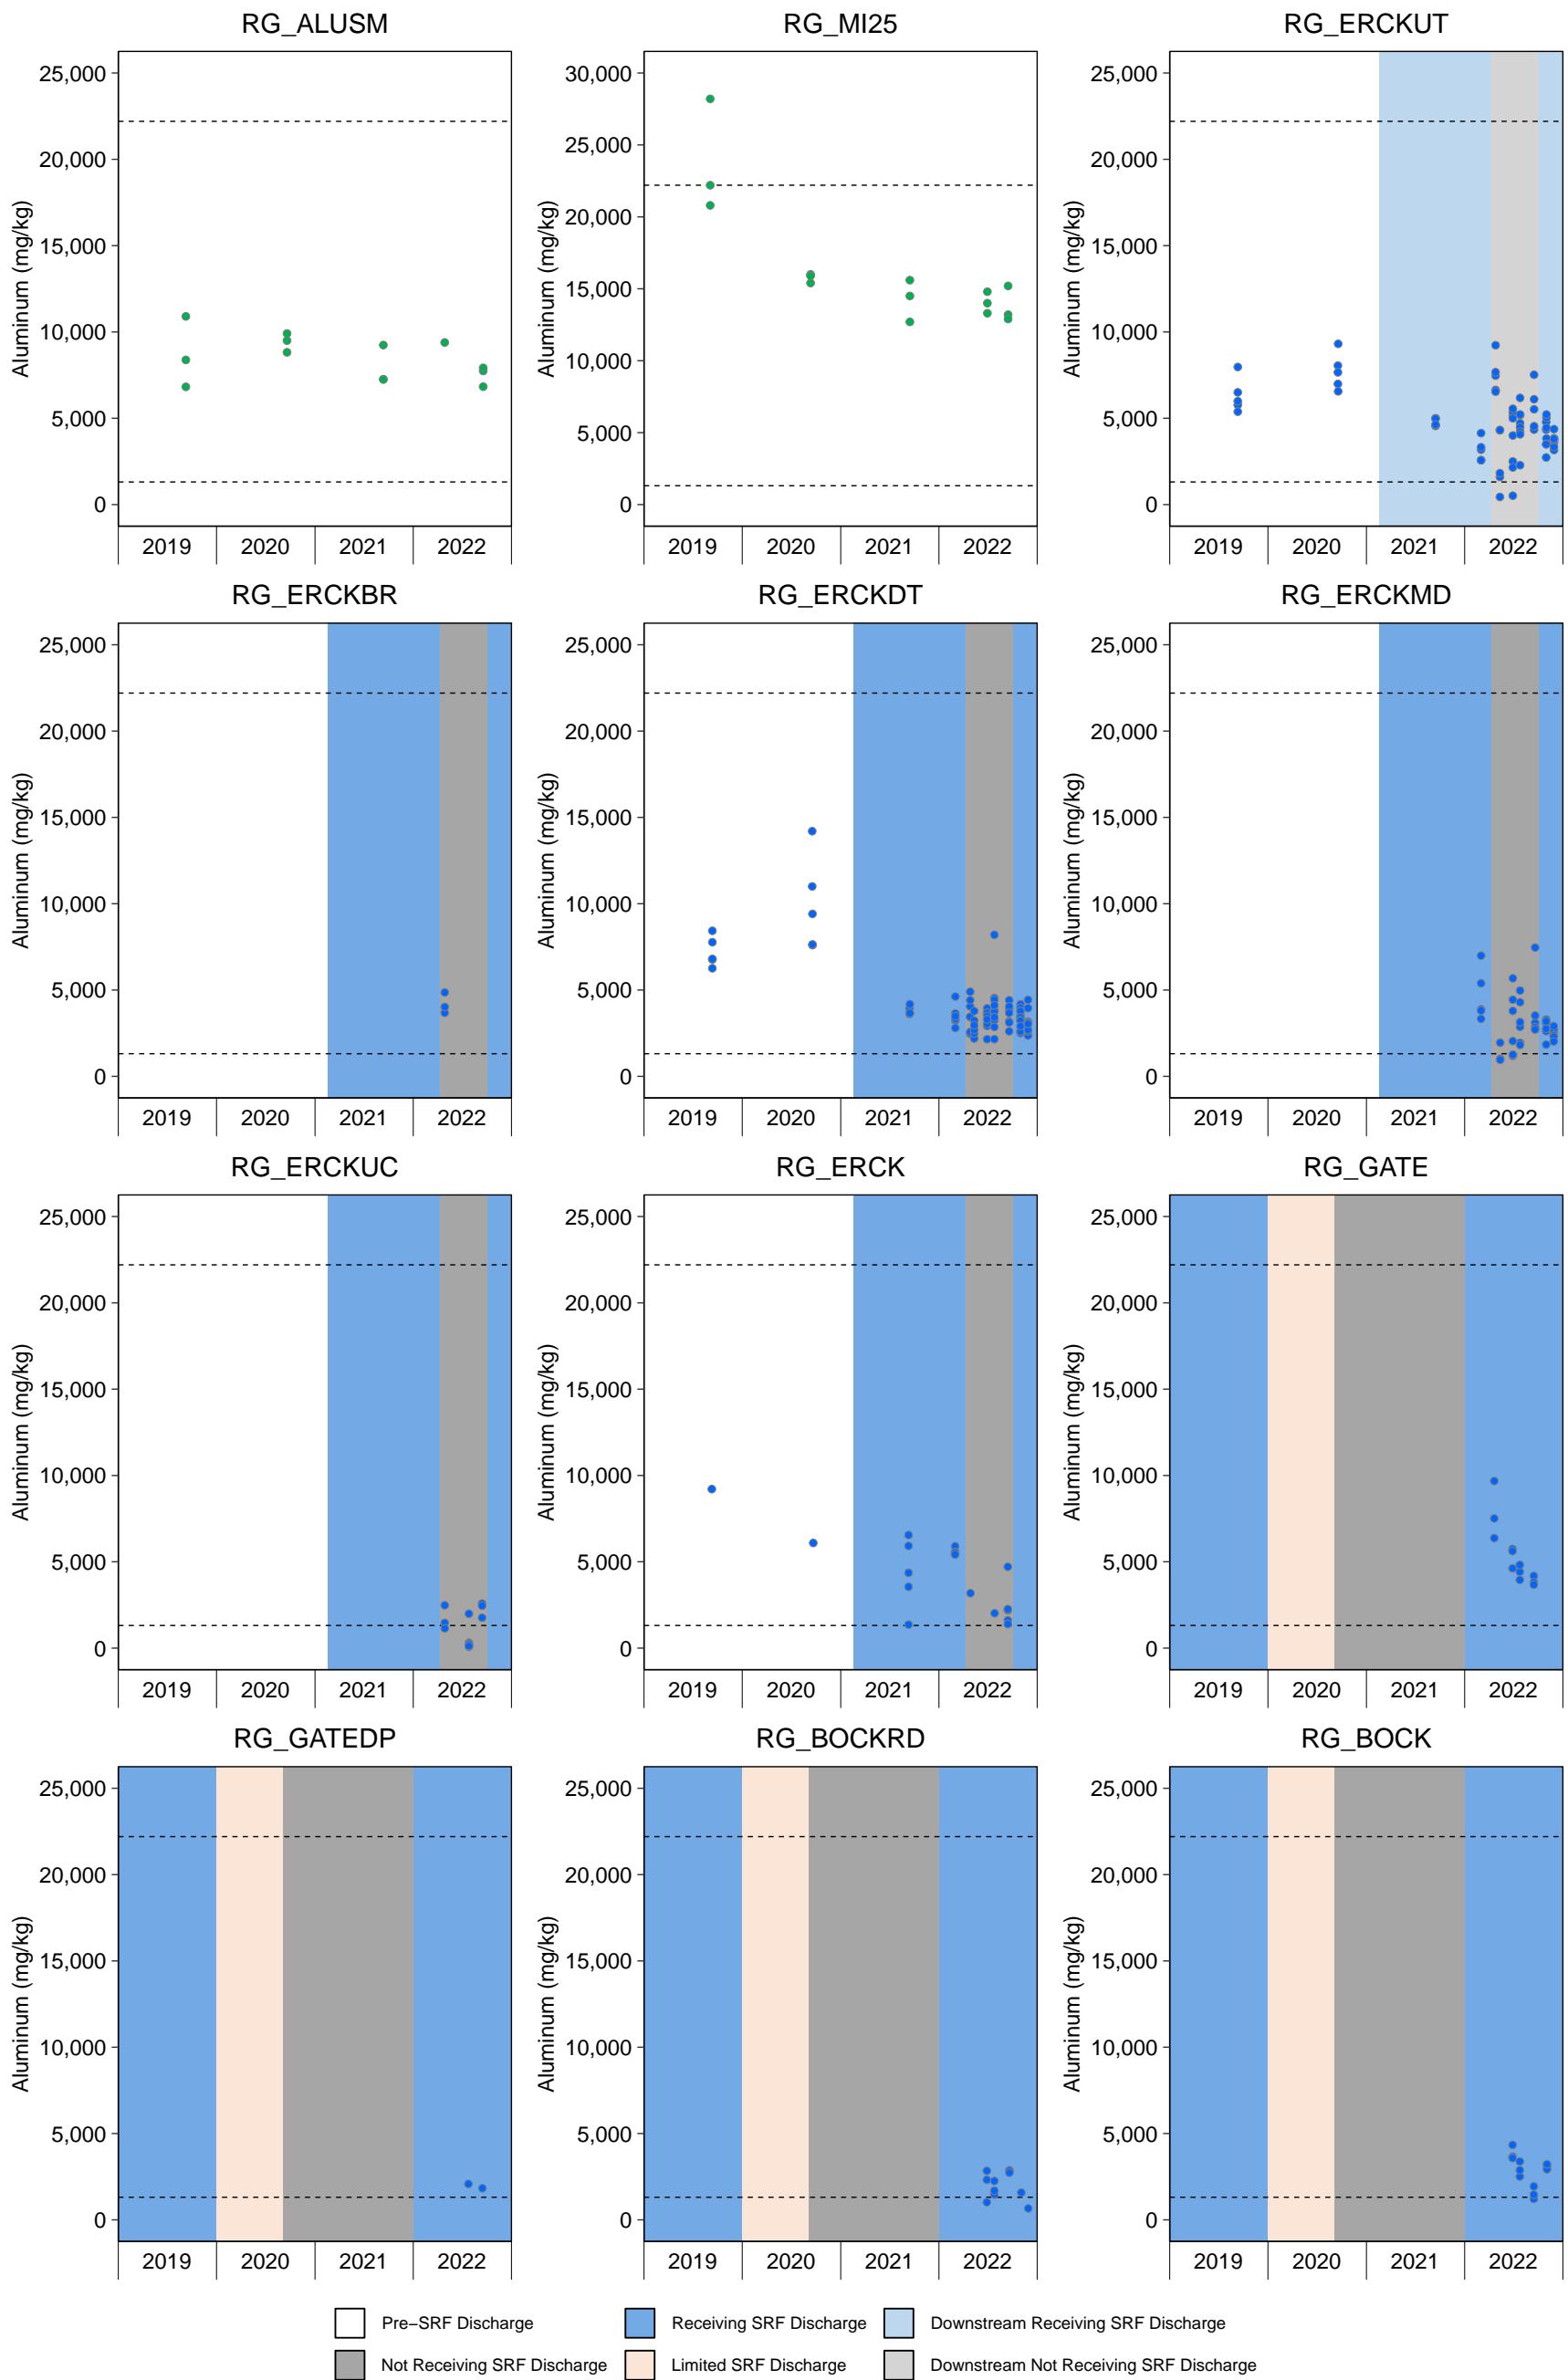 RG_ALUSM
Aluminum (mg/kg)
25,000
20,000
15,000
10,000
5,000
0
2019 2020 2021 2022
RG_MI25
Aluminum (mg/kg)
30,000
25,000
20,000
15,000
10,000
5,000
0
2019 2020 2021 2022
RG_ERCKUT
Aluminum (mg/kg)
25,000
20,000
15,000
10,000
5,000
0
2019 2020 2021 2022
RG_ERCKBR
Aluminum (mg/kg)
25,000
20,000
15,000
10,000
5,000
0
2019 2020 2021 2022
RG_ERCKDT
Aluminum (mg/kg)
25,000
20,000
15,000
10,000
5,000
0
2019 2020 2021 2022
RG_ERCKMD
Aluminum (mg/kg)
25,000
20,000
15,000
10,000
5,000
0
2019 2020 2021 2022
RG_ERCKUC
Aluminum (mg/kg)
25,000
20,000
15,000
10,000
5,000
0
2019 2020 2021 2022
RG_ERCK
Aluminum (mg/kg)
25,000
20,000
15,000
10,000
5,000
0
2019 2020 2021 2022
RG_GATE
Aluminum (mg/kg)
25,000
20,000
15,000
10,000
5,000
0
2019 2020 2021 2022
RG_GATEDP
Aluminum (mg/kg)
25,000
20,000
15,000
10,000
5,000
0
2019 2020 2021 2022
RG_BOCKRD
Aluminum (mg/kg)
25,000
20,000
15,000
10,000
5,000
0
2019 2020 2021 2022
RG_BOCK
Aluminum (mg/kg)
25,000
20,000
15,000
10,000
5,000
0
2019 2020 2021 2022
Pre−SRF Discharge Receiving SRF Discharge Downstream Receiving SRF Discharge
Not Receiving SRF Discharge Limited SRF Discharge Downstream Not Receiving SRF Discharge